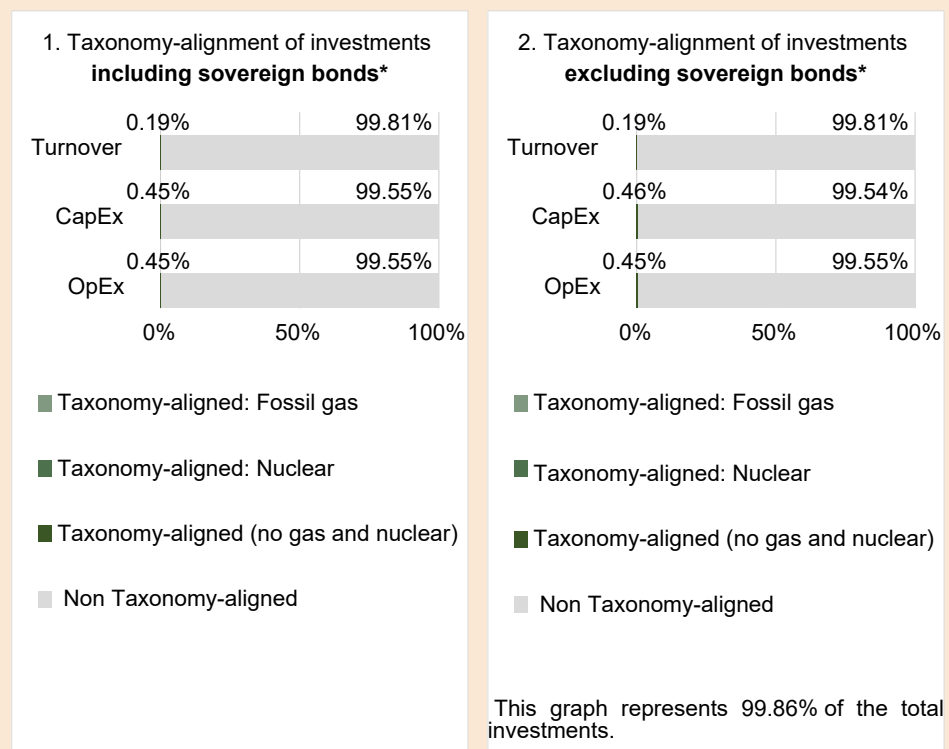 1. Taxonomy-alignment of investments
including sovereign bonds*
0.19% 99.81%
Turnover
0.45% 99.55%
CapEx
0.45% 99.55%
OpEx
0% 50% 100%
Taxonomy-aligned: Fossil gas
Taxonomy-aligned: Nuclear
Taxonomy-aligned (no gas and nuclear)
Non Taxonomy-aligned
2. Taxonomy-alignment of investments
excluding sovereign bonds*
0.19% 99.81%
Turnover
0.46% 99.54%
CapEx
0.45% 99.55%
OpEx
0% 50% 100%
Taxonomy-aligned: Fossil gas
Taxonomy-aligned: Nuclear
Taxonomy-aligned (no gas and nuclear)
Non Taxonomy-aligned
This graph represents 99.86% of the total
investments.